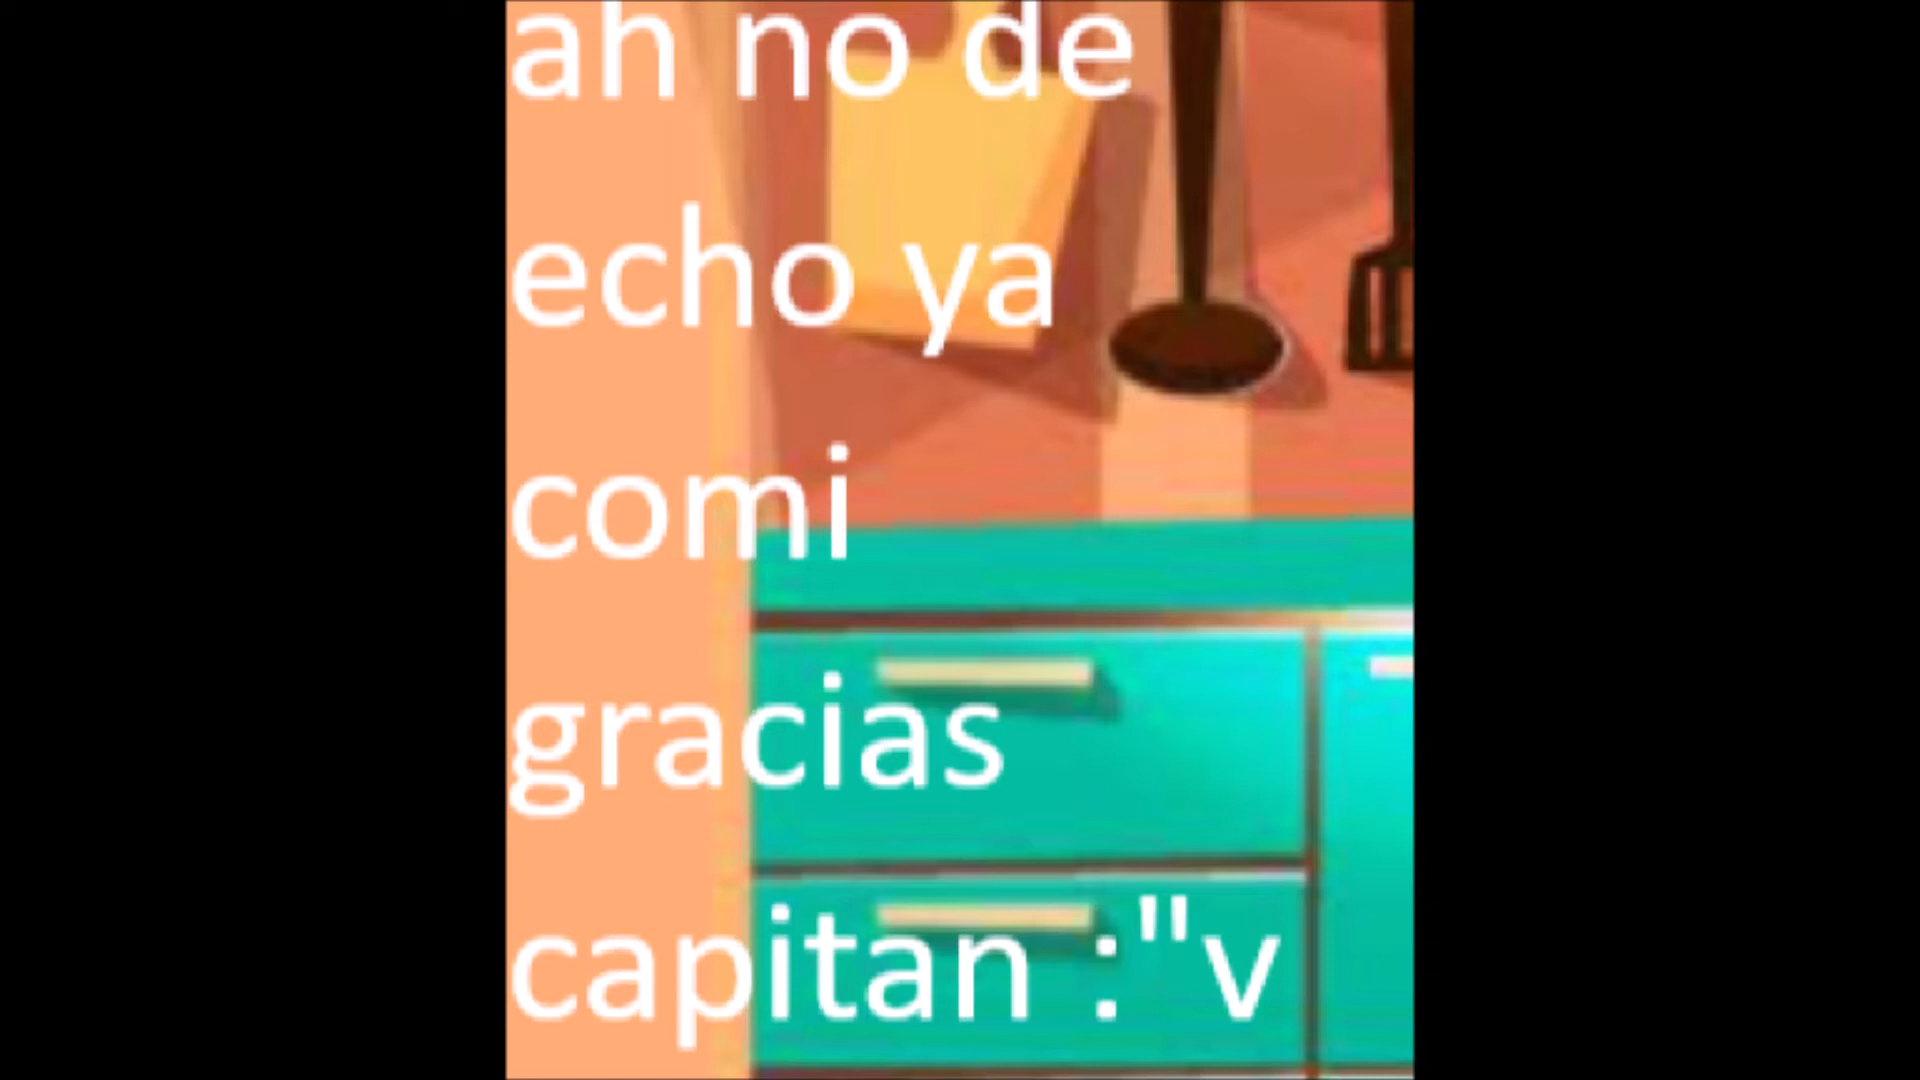 ah no de
echo ya
comi
gracias
capitan :"v